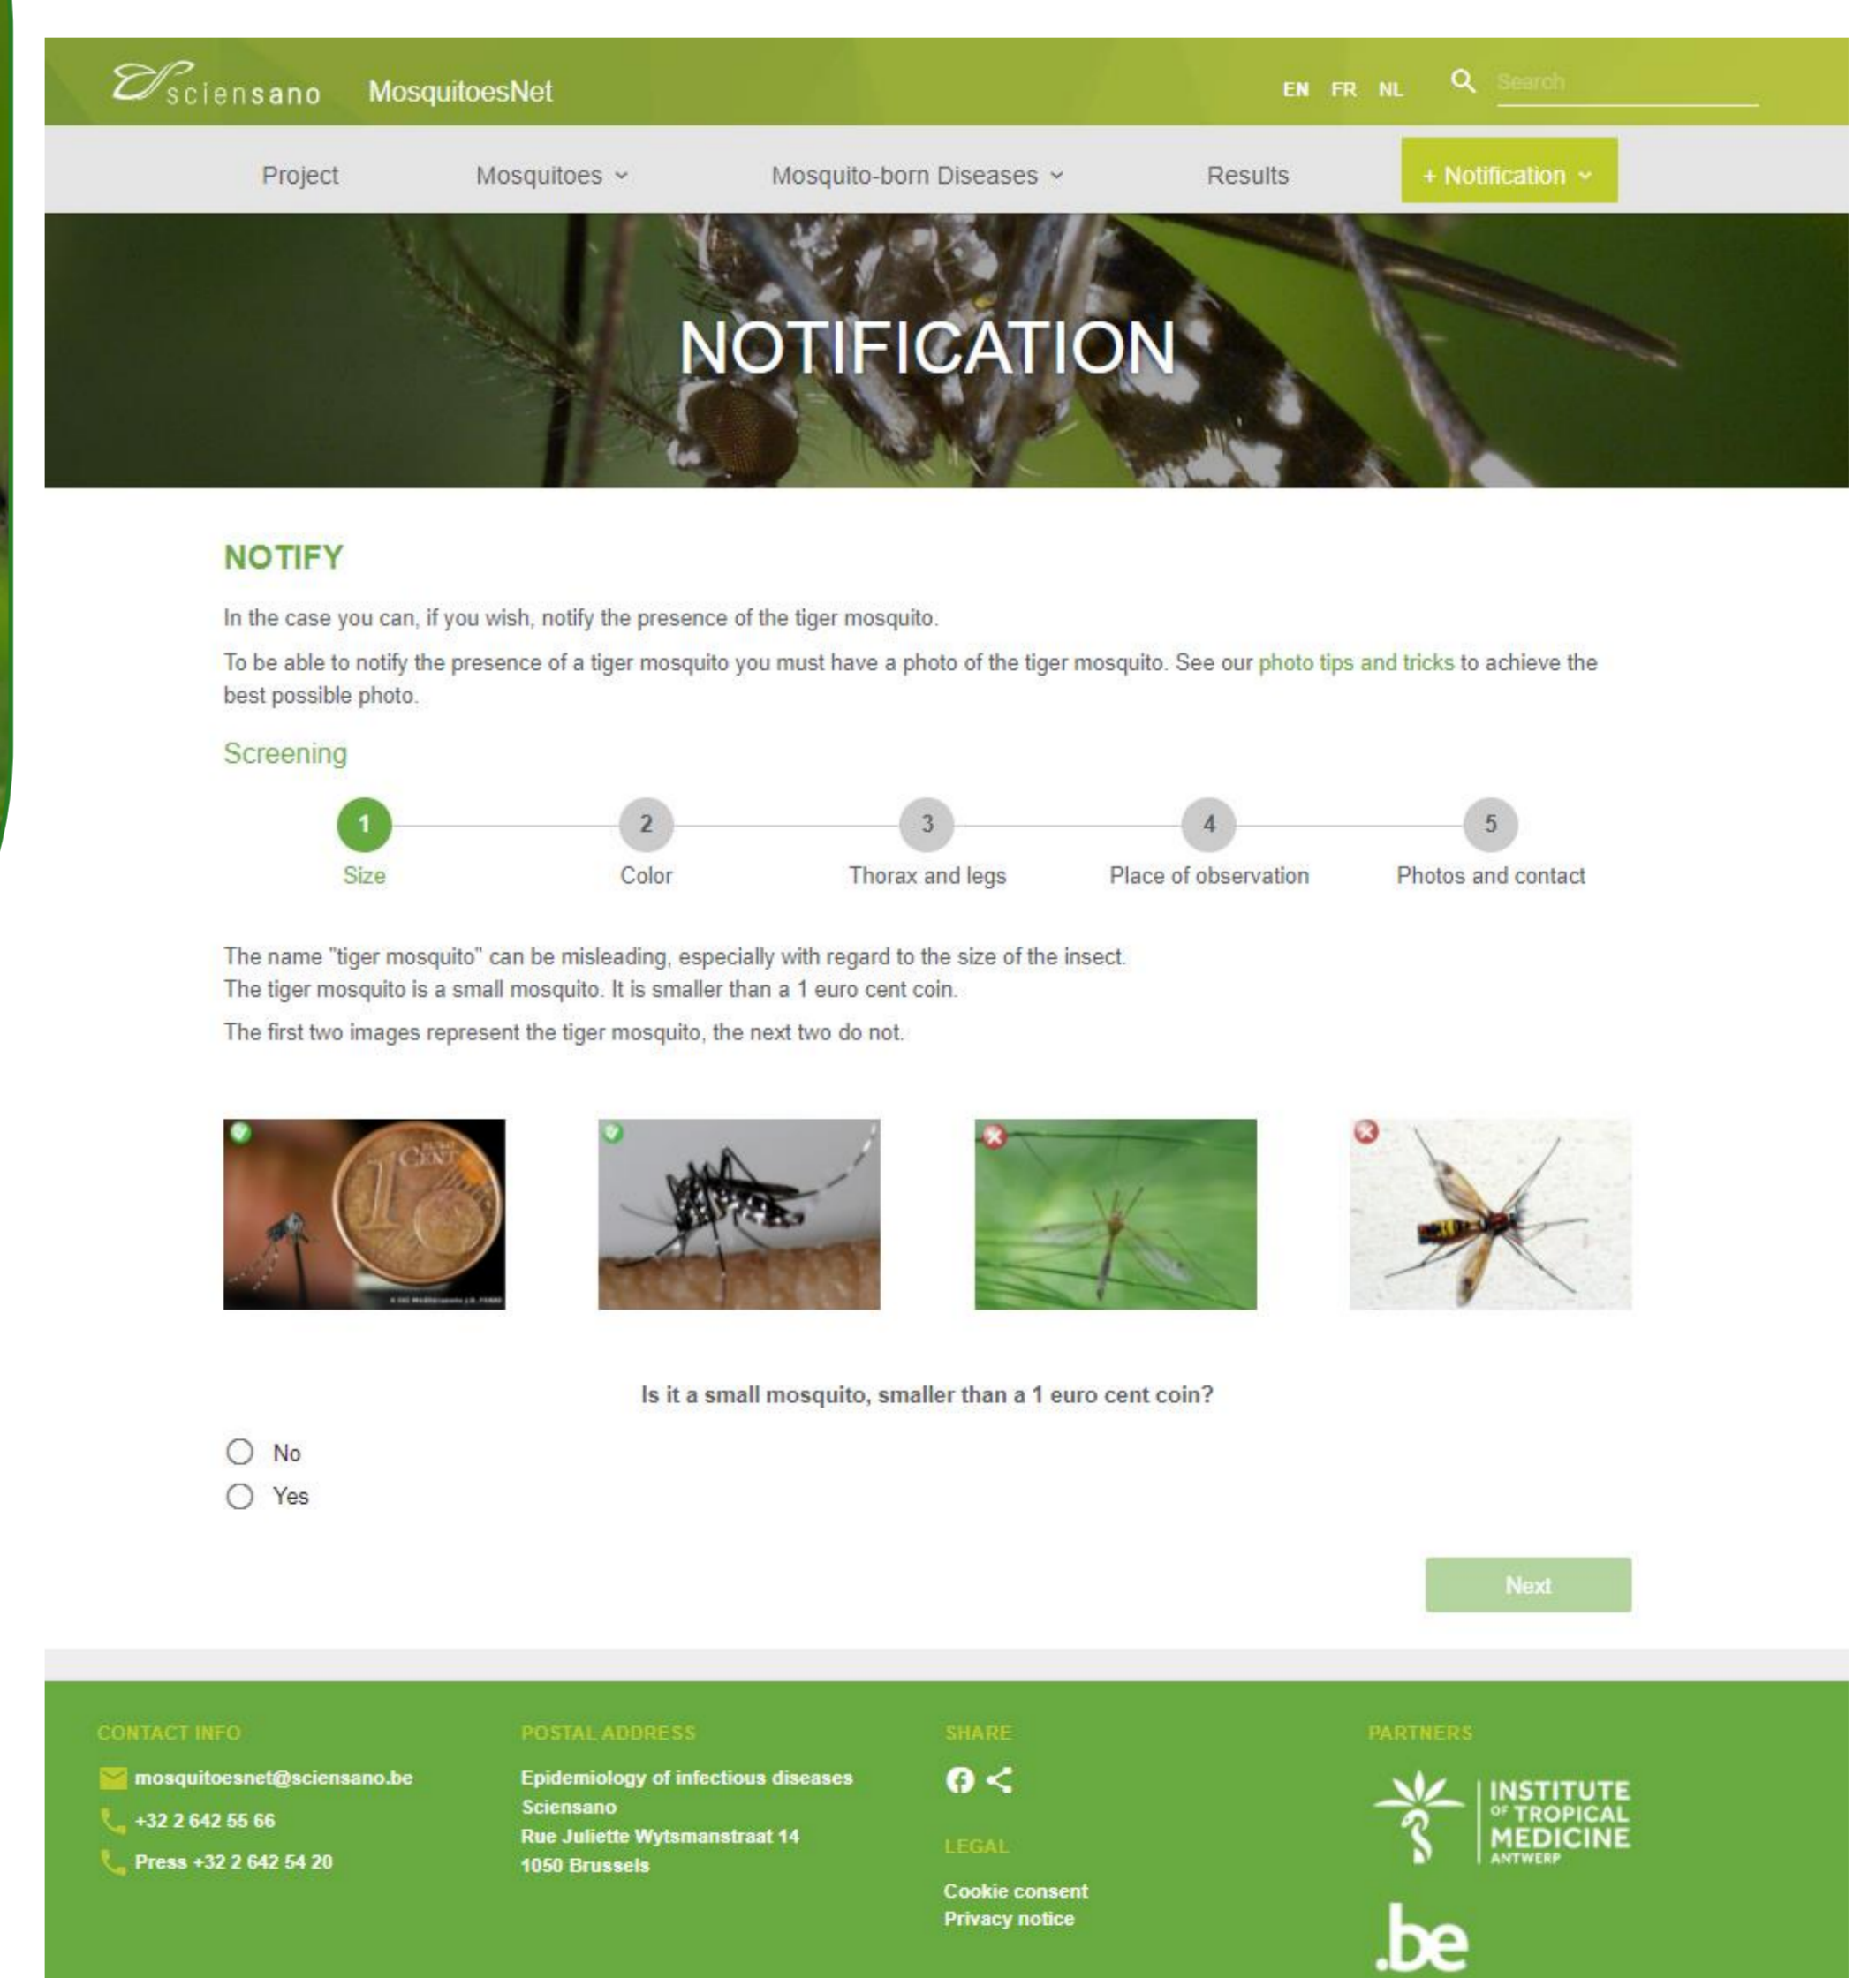 sciensano MosquitoesNet EN FR NL Search
Project Mosquitoes Mosquito-born Diseases Results + Notification
NOTIFICATION
NOTIFY
In the case you can, if you wish, notify the presence of the tiger mosquito.
To be able to notify the presence of a tiger mosquito you must have a photo of the tiger mosquito. See our photo tips and tricks to achieve the
best possible photo.
Screening
1 2 3 4 5
Size Color Thorax and legs Place of observation Photos and contact
The name "tiger mosquito" can be misleading, especially with regard to the size of the insect.
The tiger mosquito is a small mosquito. It is smaller than a 1 euro cent coin.
The first two images represent the tiger mosquito, the next two do not.
1 CENT
Is it a small mosquito, smaller than a 1 euro cent coin?
No
Yes
Next
CONTACT INFO
mosquitoesnet@sciensano.be
+32 2 642 55 66
Press +32 2 642 54 20
POSTAL ADDRESS
Epidemiology of infectious diseases
Sciensano
Rue Juliette Wytsmanstraat 14
1050 Brussels
SHARE
LEGAL
Cookie consent
Privacy notice
PARTNERS
INSTITUTE
OF TROPICAL
MEDICINE
ANTWERP
.be